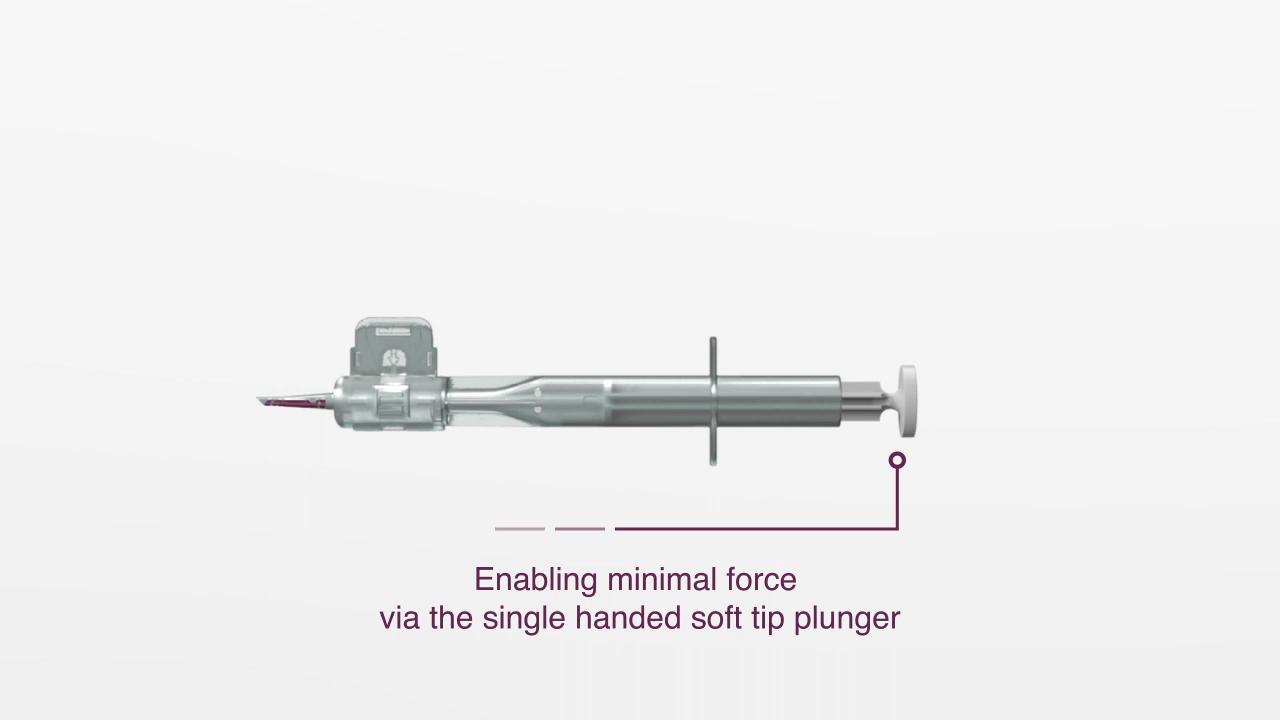 Enabling minimal force
via the single handed soft tip plunger